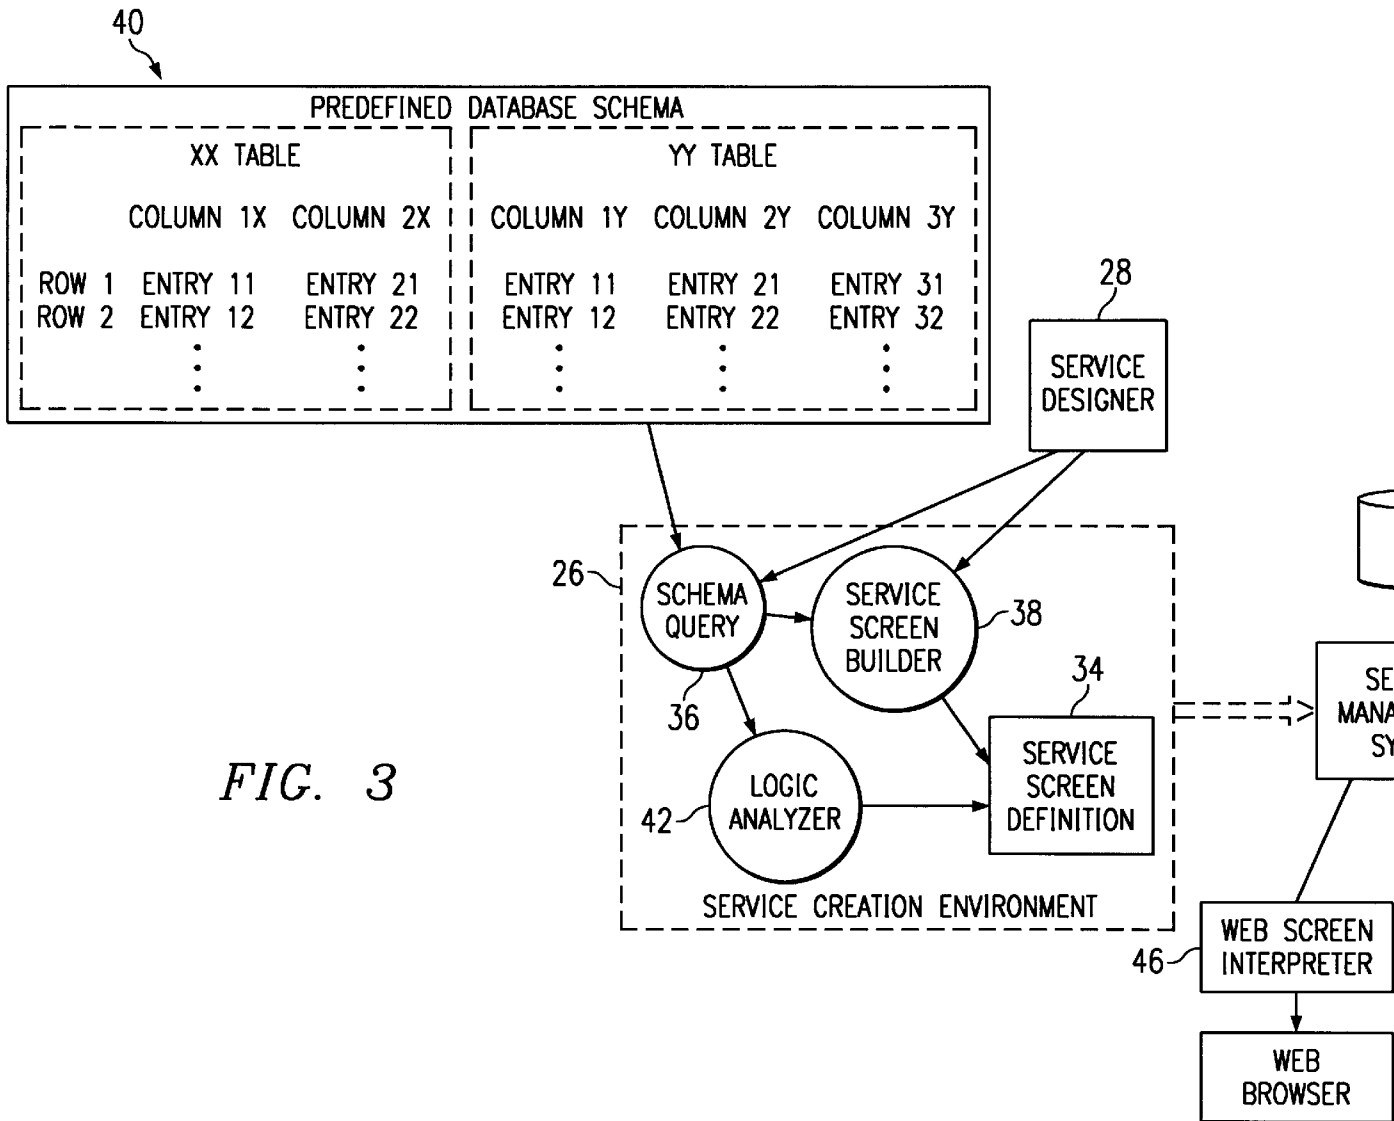 40
PREDEFINED DATABASE SCHEMA
XX TABLE
COLUMN 1X COLUMN 2X
ROW 1 ENTRY 11 ENTRY 21
ROW 2 ENTRY 12 ENTRY 22
YY TABLE
COLUMN 1Y COLUMN 2Y COLUMN 3Y
ENTRY 11 ENTRY 21 ENTRY 31
ENTRY 12 ENTRY 22 ENTRY 32
28
SERVICE
DESIGNER
26
SCHEMA
QUERY
36
SERVICE
SCREEN
BUILDER
38
34
SERVICE
SCREEN
DEFINITION
LOGIC
ANALYZER
42
SERVICE CREATION ENVIRONMENT
FIG. 3
SE
MANA
SY
WEB SCREEN
INTERPRETER
46
WEB
BROWSER